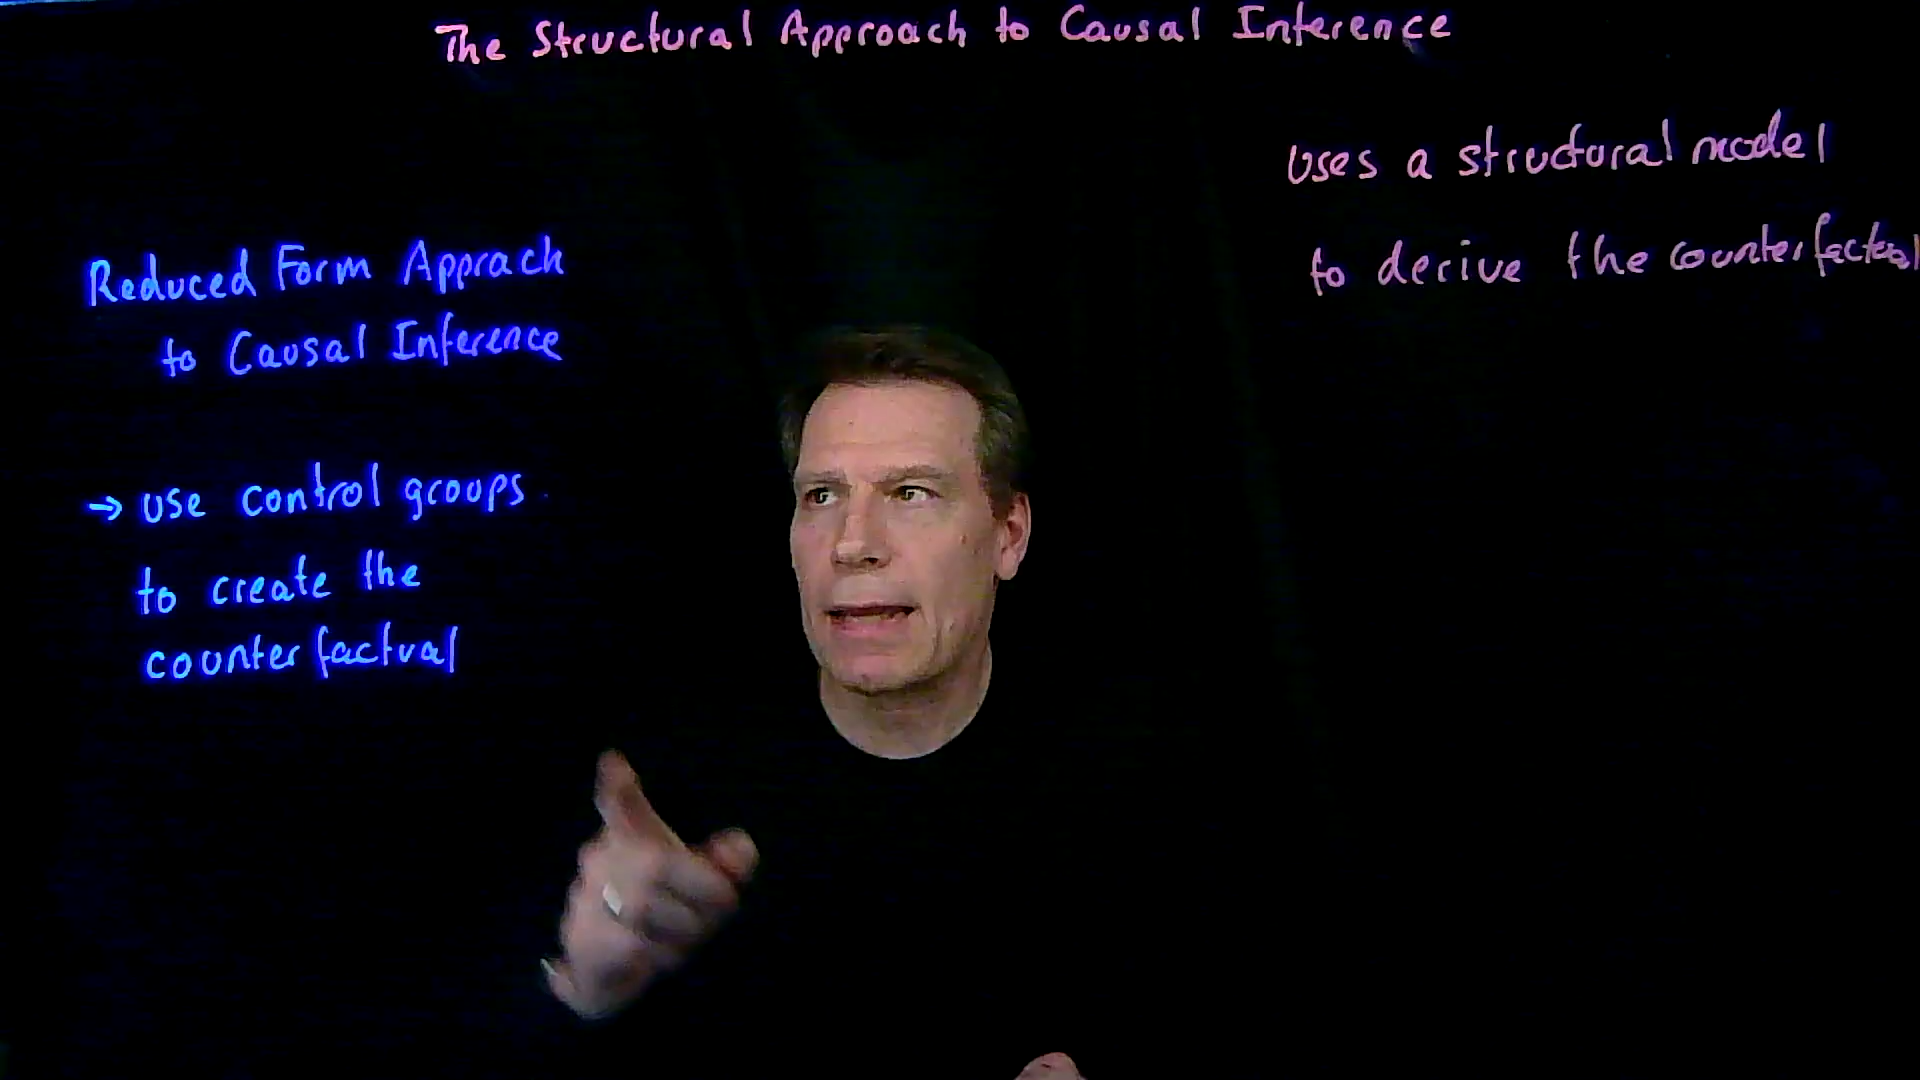 The Structural Approach to Causal Inference
Reduced Form Apprach
to Causal Inference
→ use control groups
to create the
counterfactual
uses a structural model
to derive the counterfactual